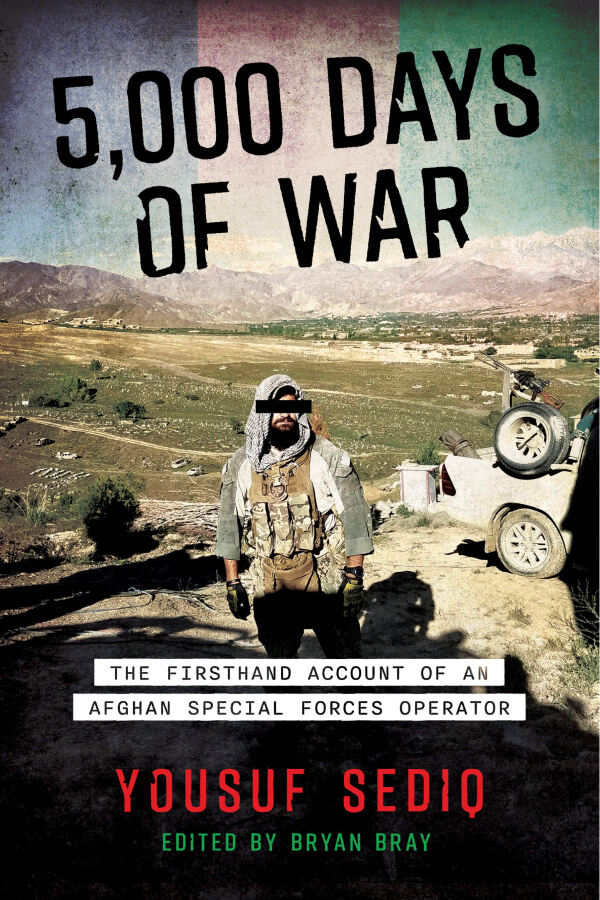 5,000 DAYS
OF WAR
THE FIRSTHAND ACCOUNT OF AN
AFGHAN SPECIAL FORCES OPERATOR
YOUSUF SEDIQ
EDITED BY BRYAN BRAY